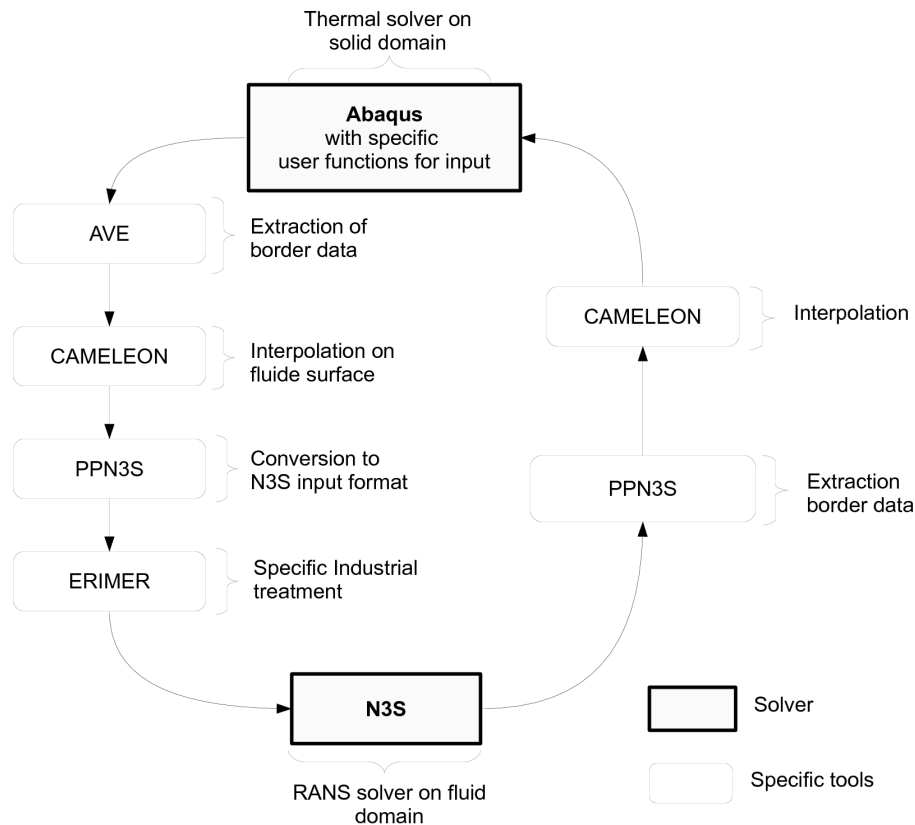 Thermal solver on
solid domain
Abaqus
with specific
user functions for input
AVE
Extraction of
border data
CAMELEON
Interpolation on
fluide surface
PPN3S
Conversion to
N3S input format
ERIMER
Specific Industrial
treatment
N3S
RANS solver on fluid
domain
PPN3S
Extraction
border data
CAMELEON
Interpolation
Solver
Specific tools